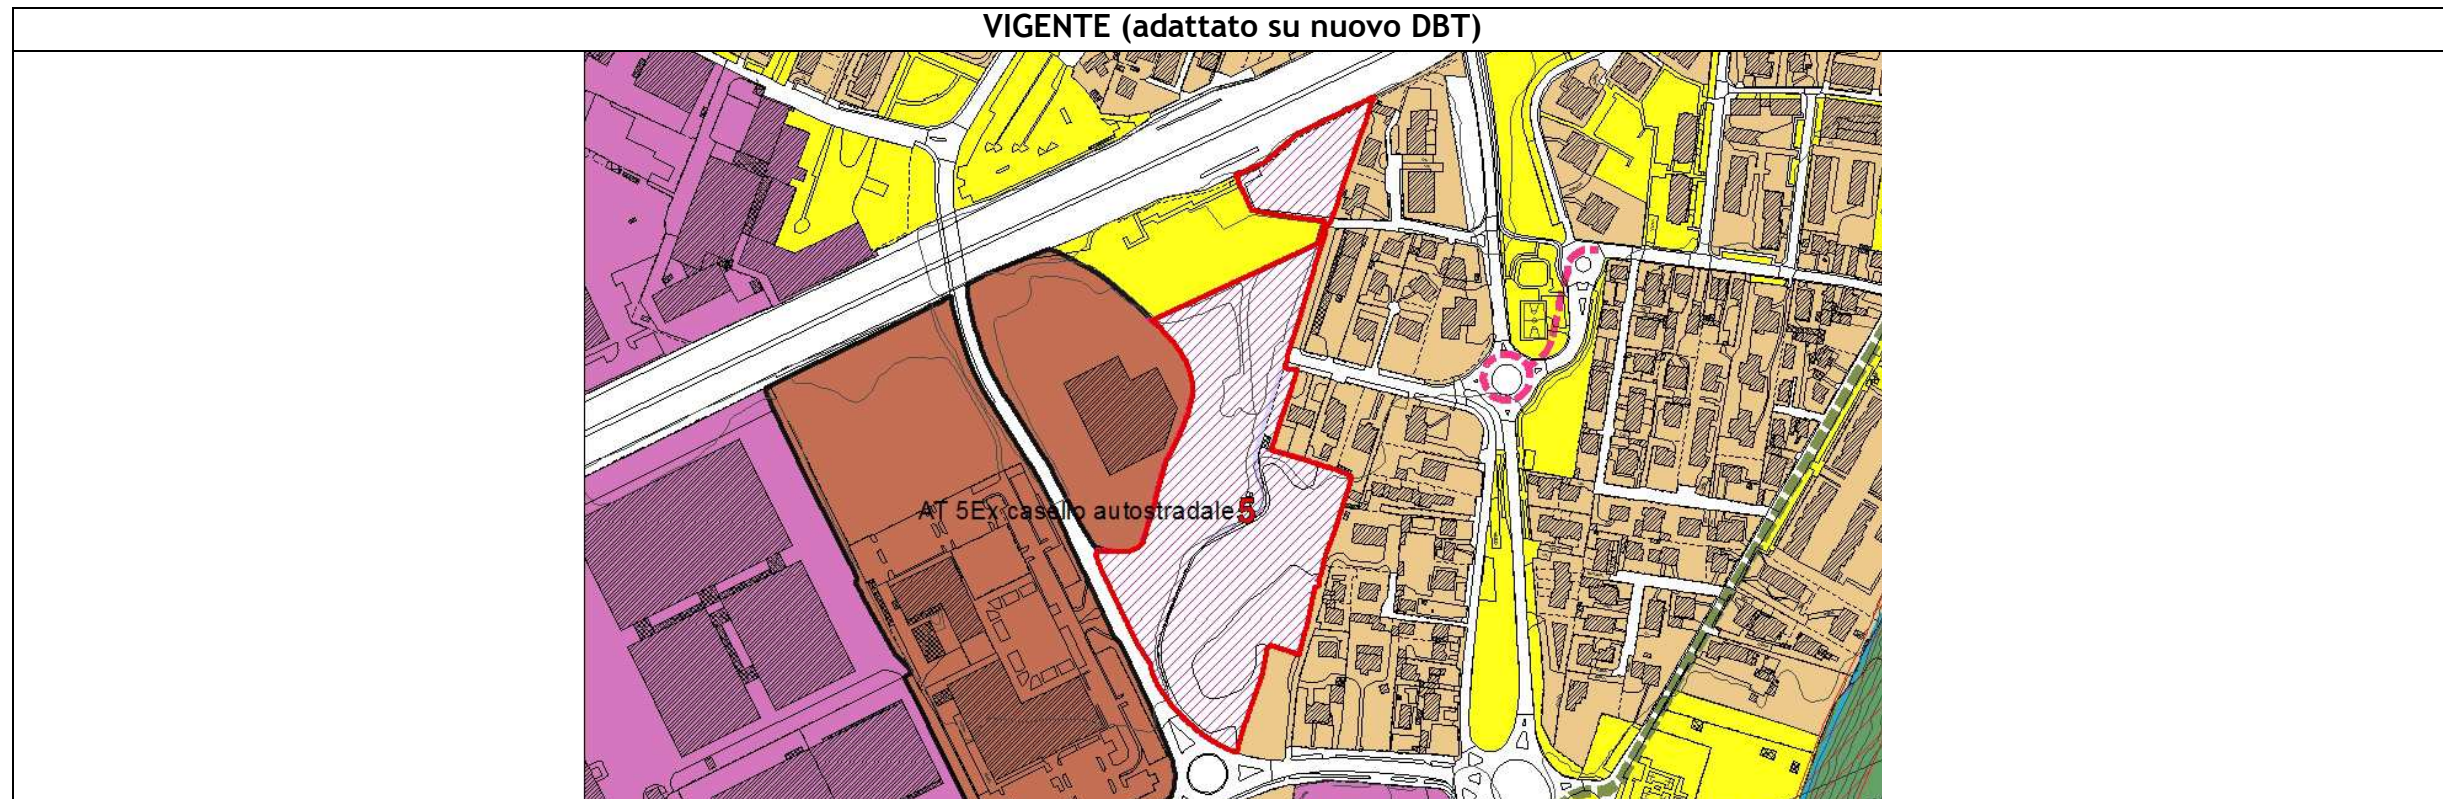 VIGENTE (adattato su nuovo DBT)
AT 5Ex casello autostradale 5